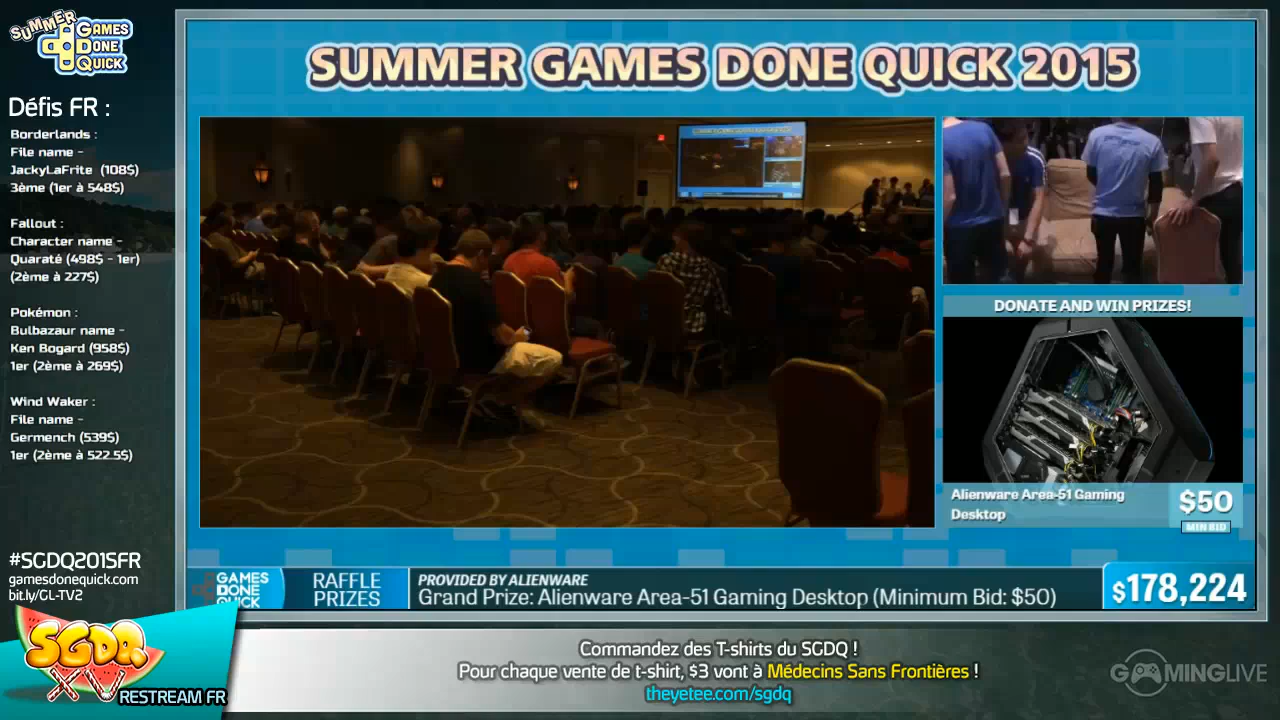 SUMMER
GAMES
DONE
QUICK
Défis FR :
Borderlands :
File name -
JackyLaFrite (108$)
3ème (1er à 548$)
Fallout :
Character name -
Quaraté (498$ - 1er)
(2ème à 227$)
Pokémon :
Bulbazaur name -
Ken Bogard (958$)
1er (2ème à 269$)
Wind Waker :
File name -
Germench (539$)
1er (2ème à 522.5$)
#SGDQ2015FR
gamesdonequick.com
bit.ly/GL-TV2
SGDQ
XV
RESTREAM FR
SUMMER GAMES DONE QUICK 2015
DONATE AND WIN PRIZES!
Alienware Area-51 Gaming
Desktop
$50
MIN BID
GAMES
DONE
QUICK
RAFFLE
PRIZES
PROVIDED BY ALIENWARE
Grand Prize: Alienware Area-51 Gaming Desktop (Minimum Bid: $50)
$178,224
Commandez des T-shirts du SGDQ !
Pour chaque vente de t-shirt, $3 vont à Médecins Sans Frontières !
theyetee.com/sgdq
GAMINGLIVE